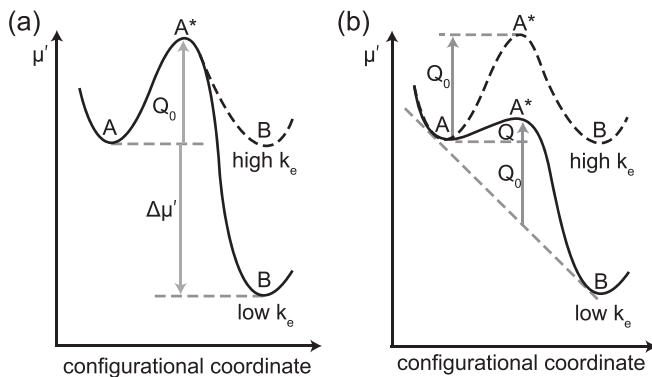 (a)
μ′
A*
Q₀
A
B
high kₑ
Δμ′
B
low kₑ
configurational coordinate
(b)
μ′
A*
Q₀
A*
A
Q
B
high kₑ
Q₀
B
low kₑ
configurational coordinate